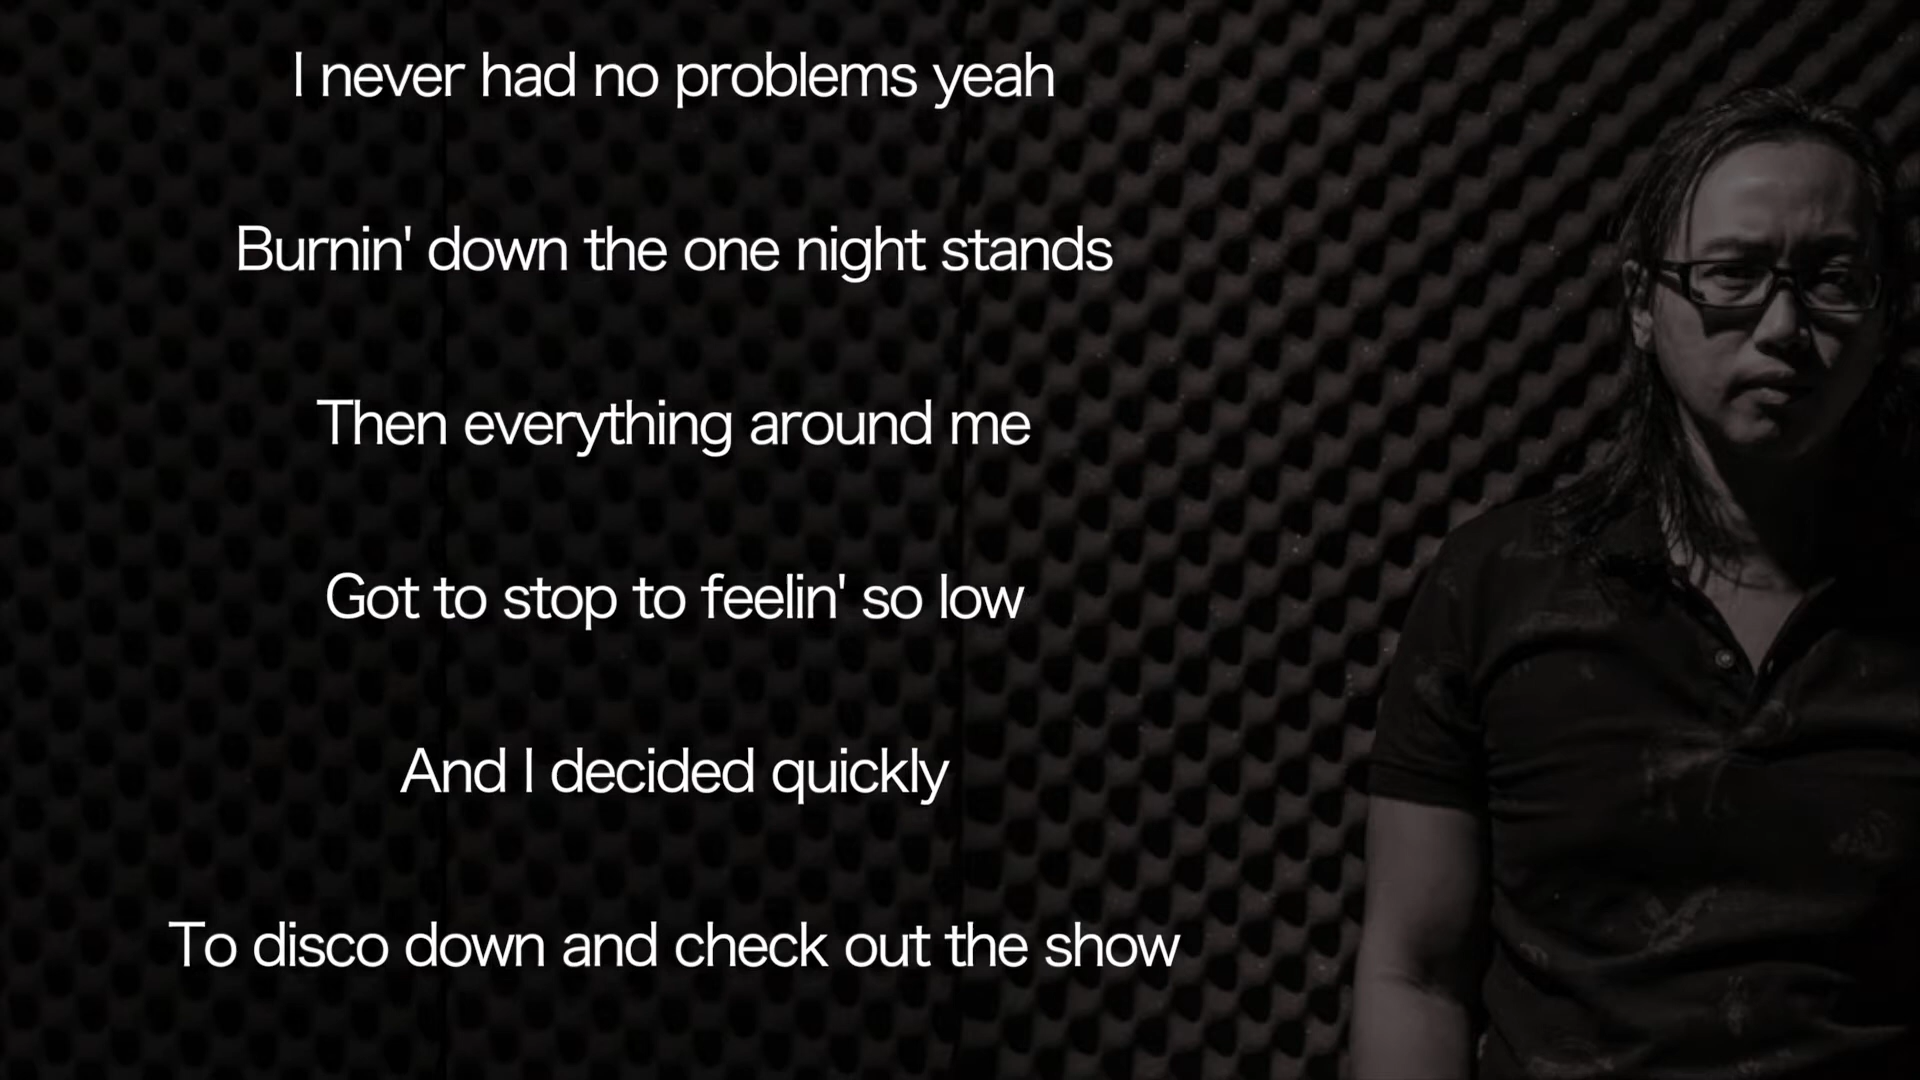 I never had no problems yeah
Burnin' down the one night stands
Then everything around me
Got to stop to feelin' so low
And I decided quickly
To disco down and check out the show